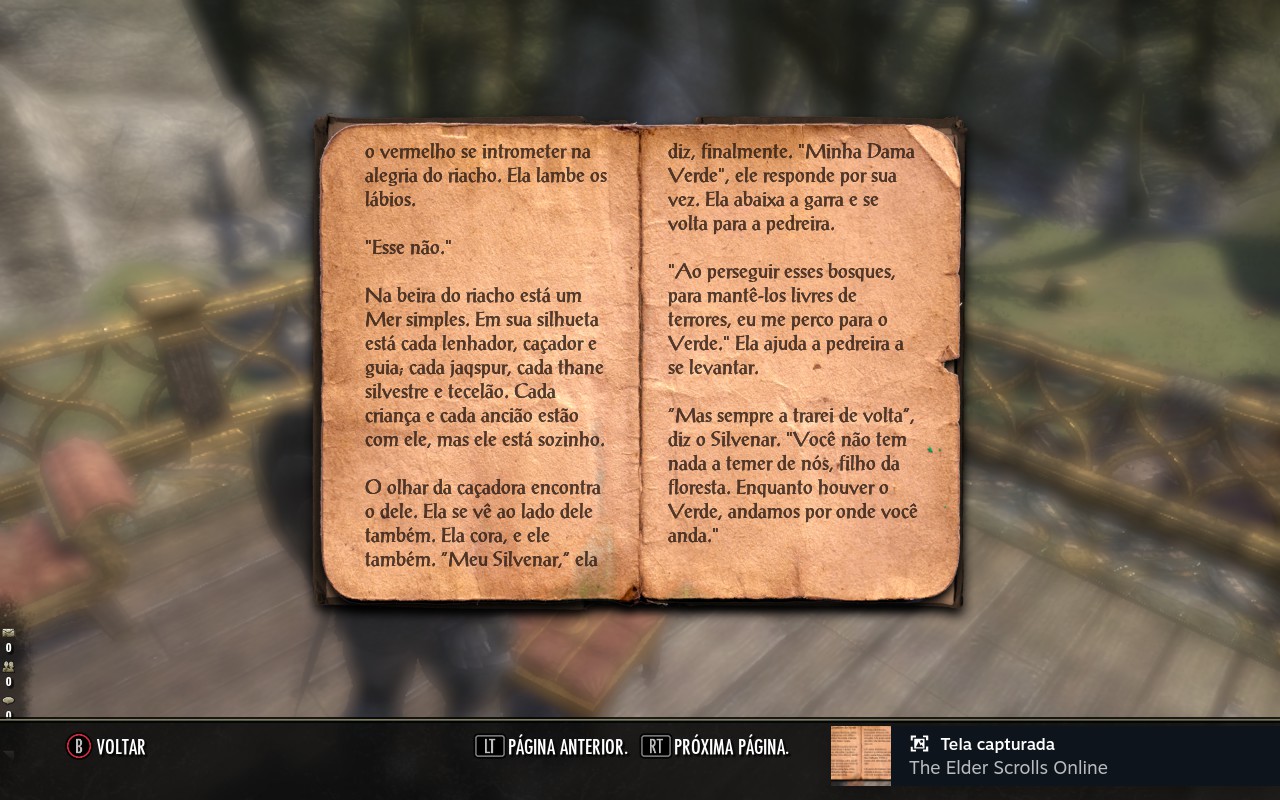 o vermelho se intrometer na
alegria do riacho. Ela lambe os
lábios.
"Esse não."
Na beira do riacho está um
Mer simples. Em sua silhueta
está cada lenhador, caçador e
guia; cada jaqspur, cada thane
silvestre e tecelão. Cada
criança e cada ancião estão
com ele, mas ele está sozinho.
O olhar da caçadora encontra
o dele. Ela se vê ao lado dele
também. Ela cora, e ele
também. "Meu Silvenar," ela
diz, finalmente. "Minha Dama
Verde", ele responde por sua
vez. Ela abaixa a garra e se
volta para a pedreira.
"Ao perseguir esses bosques,
para mantê-los livres de
terrores, eu me perco para o
Verde." Ela ajuda a pedreira a
se levantar.
"Mas sempre a trarei de volta",
diz o Silvenar. "Você não tem
nada a temer de nós, filho da
floresta. Enquanto houver o
Verde, andamos por onde você
anda."
0
0
0
B VOLTAR
LT PÁGINA ANTERIOR. RT PRÓXIMA PÁGINA.
Tela capturada
The Elder Scrolls Online